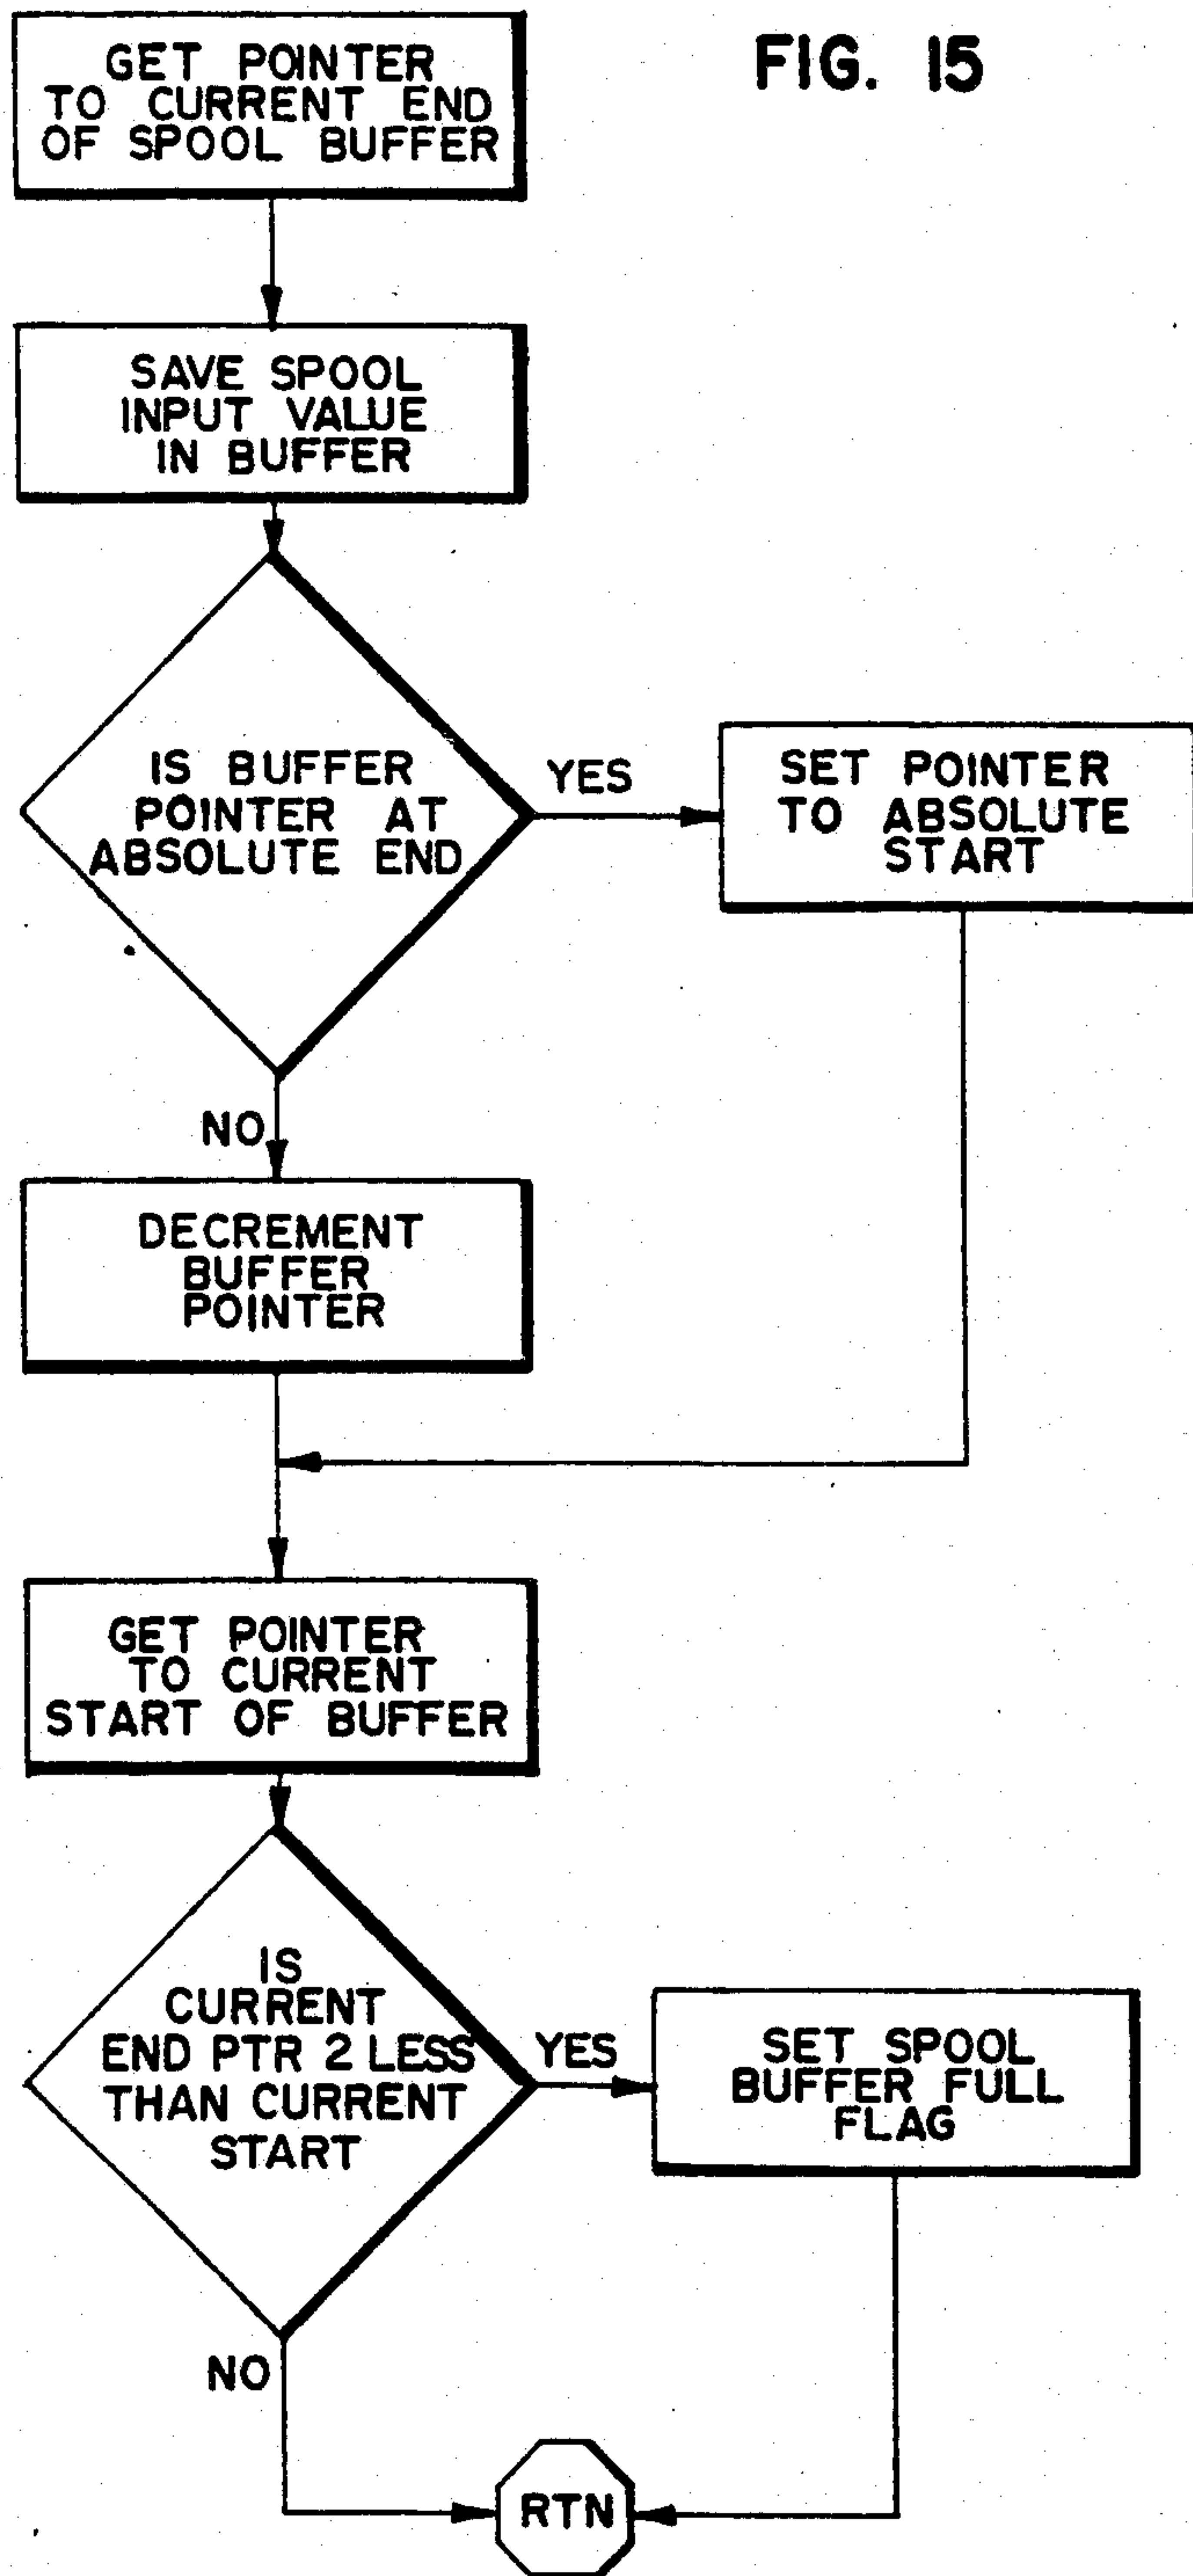 FIG. 15
GET POINTER
TO CURRENT END
OF SPOOL BUFFER
SAVE SPOOL
INPUT VALUE
IN BUFFER
IS BUFFER
POINTER AT
ABSOLUTE END
YES
SET POINTER
TO ABSOLUTE
START
NO
DECREMENT
BUFFER
POINTER
GET POINTER
TO CURRENT
START OF BUFFER
IS
CURRENT
END PTR 2 LESS
THAN CURRENT
START
YES
SET SPOOL
BUFFER FULL
FLAG
NO
RTN